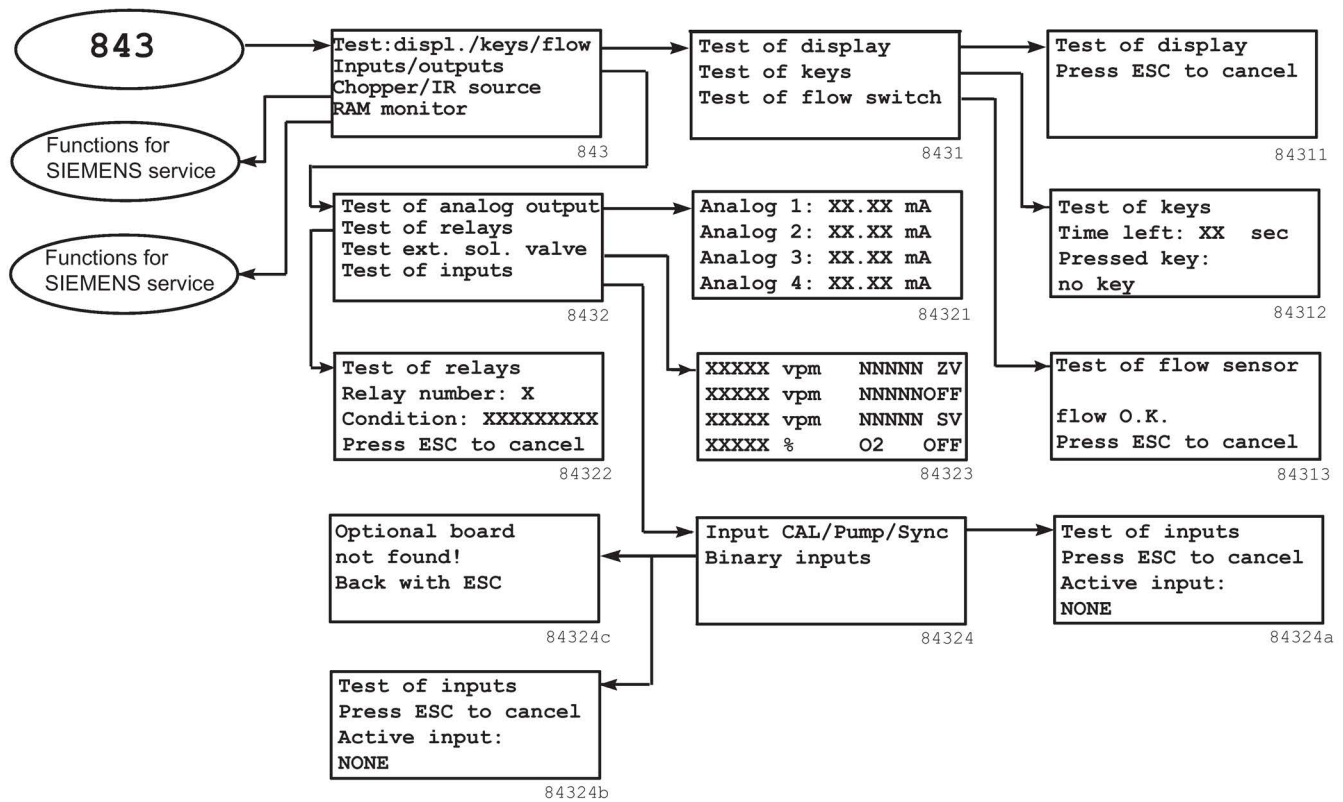 843
Test:displ./keys/flow
Inputs/outputs
Chopper/IR source
RAM monitor
843
Test of display
Test of keys
Test of flow switch
8431
Test of display
Press ESC to cancel
84311
Functions for
SIEMENS service
Functions for
SIEMENS service
Test of analog output
Test of relays
Test ext. sol. valve
Test of inputs
8432
Analog 1: XX.XX mA
Analog 2: XX.XX mA
Analog 3: XX.XX mA
Analog 4: XX.XX mA
84321
Test of keys
Time left: XX sec
Pressed key:
no key
84312
Test of relays
Relay number: X
Condition: XXXXXXXXX
Press ESC to cancel
84322
XXXXX vpm NNNNN ZV
XXXXX vpm NNNNNOFF
XXXXX vpm NNNNN SV
XXXXX % O2 OFF
84323
Test of flow sensor
flow O.K.
Press ESC to cancel
84313
Optional board
not found!
Back with ESC
84324c
Input CAL/Pump/Sync
Binary inputs
84324
Test of inputs
Press ESC to cancel
Active input:
NONE
84324a
Test of inputs
Press ESC to cancel
Active input:
NONE
84324b